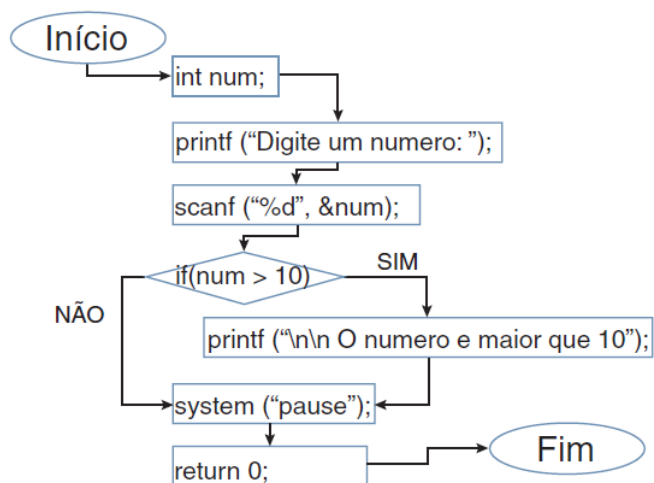 Início
int num;
printf (“Digite um numero: ”);
scanf (“%d”, &num);
if(num > 10)
SIM
NÃO
printf (“\n\n O numero e maior que 10”);
system (“pause”);
return 0;
Fim